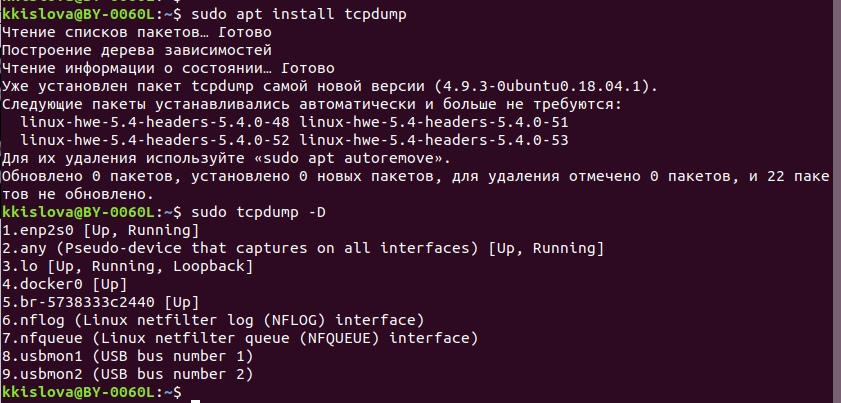 kkislova@BY-0060L:~$ sudo apt install tcpdump
Чтение списков пакетов… Готово
Построение дерева зависимостей
Чтение информации о состоянии… Готово
Уже установлен пакет tcpdump самой новой версии (4.9.3-0ubuntu0.18.04.1).
Следующие пакеты устанавливались автоматически и больше не требуются:
  linux-hwe-5.4-headers-5.4.0-48 linux-hwe-5.4-headers-5.4.0-51
  linux-hwe-5.4-headers-5.4.0-52 linux-hwe-5.4-headers-5.4.0-53
Для их удаления используйте «sudo apt autoremove».
Обновлено 0 пакетов, установлено 0 новых пакетов, для удаления отмечено 0 пакетов, и 22 паке
тов не обновлено.
kkislova@BY-0060L:~$ sudo tcpdump -D
1.enp2s0 [Up, Running]
2.any (Pseudo-device that captures on all interfaces) [Up, Running]
3.lo [Up, Running, Loopback]
4.docker0 [Up]
5.br-5738333c2440 [Up]
6.nflog (Linux netfilter log (NFLOG) interface)
7.nfqueue (Linux netfilter queue (NFQUEUE) interface)
8.usbmon1 (USB bus number 1)
9.usbmon2 (USB bus number 2)
kkislova@BY-0060L:~$